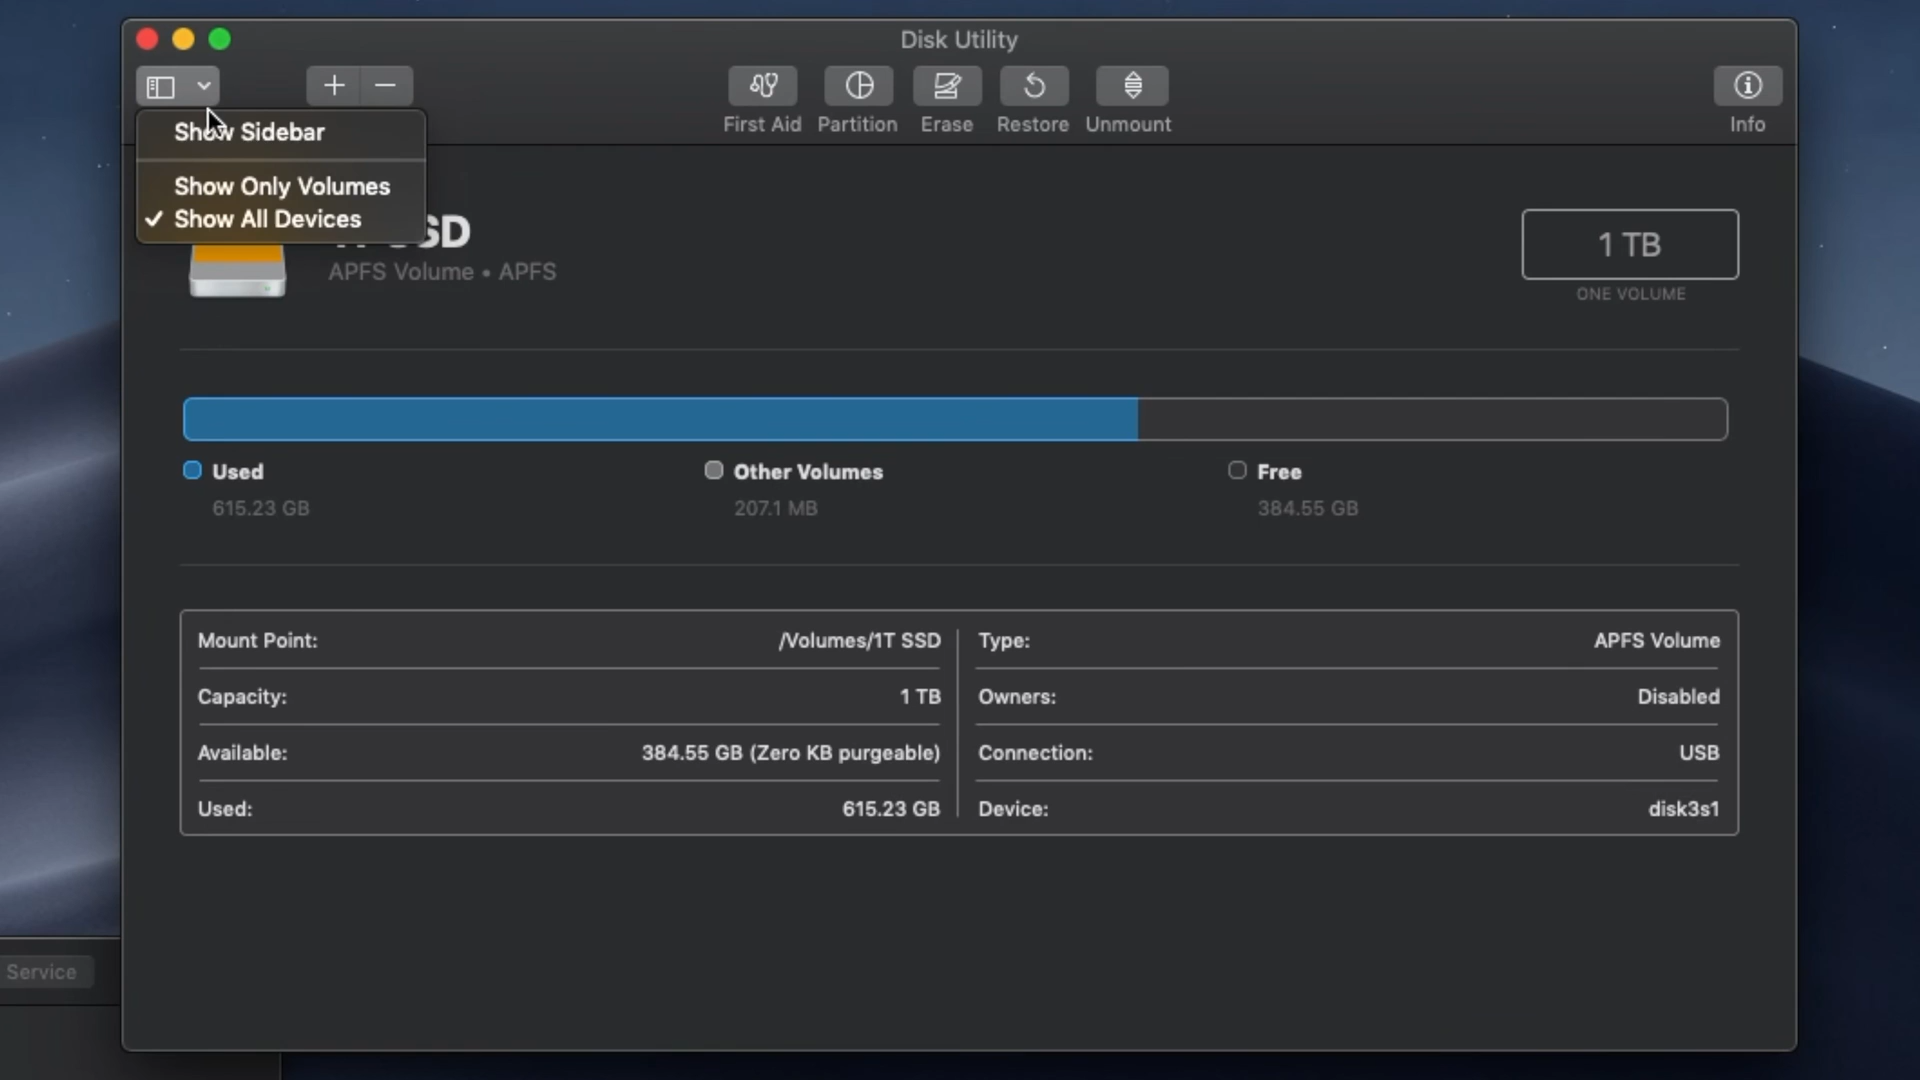 Disk Utility
First Aid
Partition
Erase
Restore
Unmount
Info
Show Sidebar
Show Only Volumes
✓ Show All Devices
SSD
APFS Volume • APFS
1 TB
ONE VOLUME
Used
615.23 GB
Other Volumes
207.1 MB
Free
384.55 GB
Mount Point: /Volumes/1T SSD
Capacity: 1 TB
Available: 384.55 GB (Zero KB purgeable)
Used: 615.23 GB
Type: APFS Volume
Owners: Disabled
Connection: USB
Device: disk3s1
Service